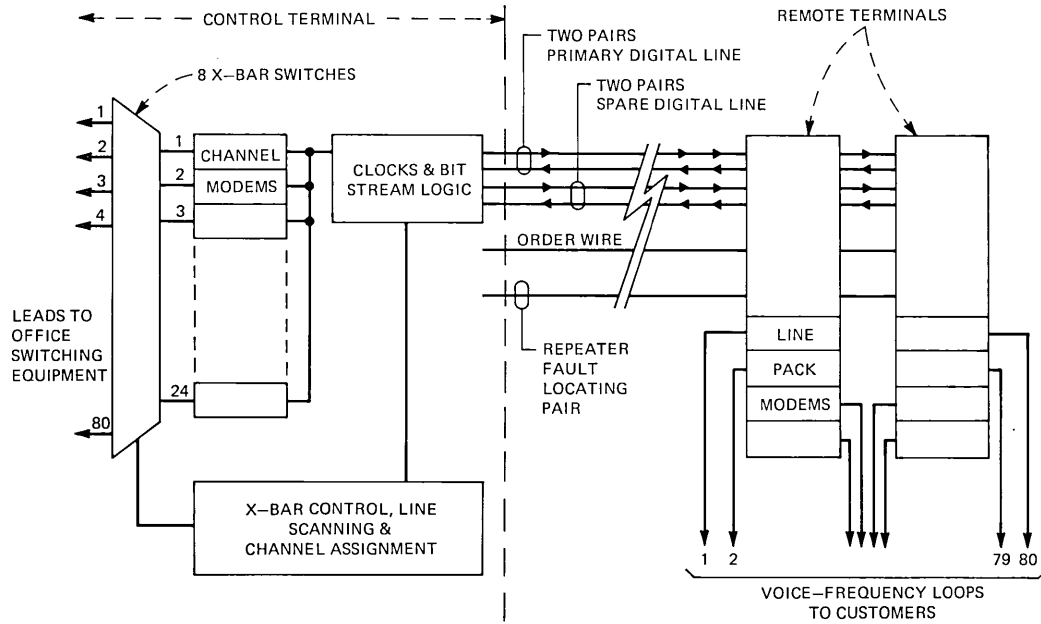 CONTROL TERMINAL
REMOTE TERMINALS
TWO PAIRS
PRIMARY DIGITAL LINE
8 X-BAR SWITCHES
TWO PAIRS
SPARE DIGITAL LINE
1
2
3
4
80
1
2
3
24
CHANNEL
MODEMS
CLOCKS & BIT
STREAM LOGIC
ORDER WIRE
LEADS TO
OFFICE
SWITCHING
EQUIPMENT
REPEATER
FAULT
LOCATING
PAIR
LINE
PACK
MODEMS
X-BAR CONTROL, LINE
SCANNING &
CHANNEL ASSIGNMENT
1 2 79 80
VOICE-FREQUENCY LOOPS
TO CUSTOMERS